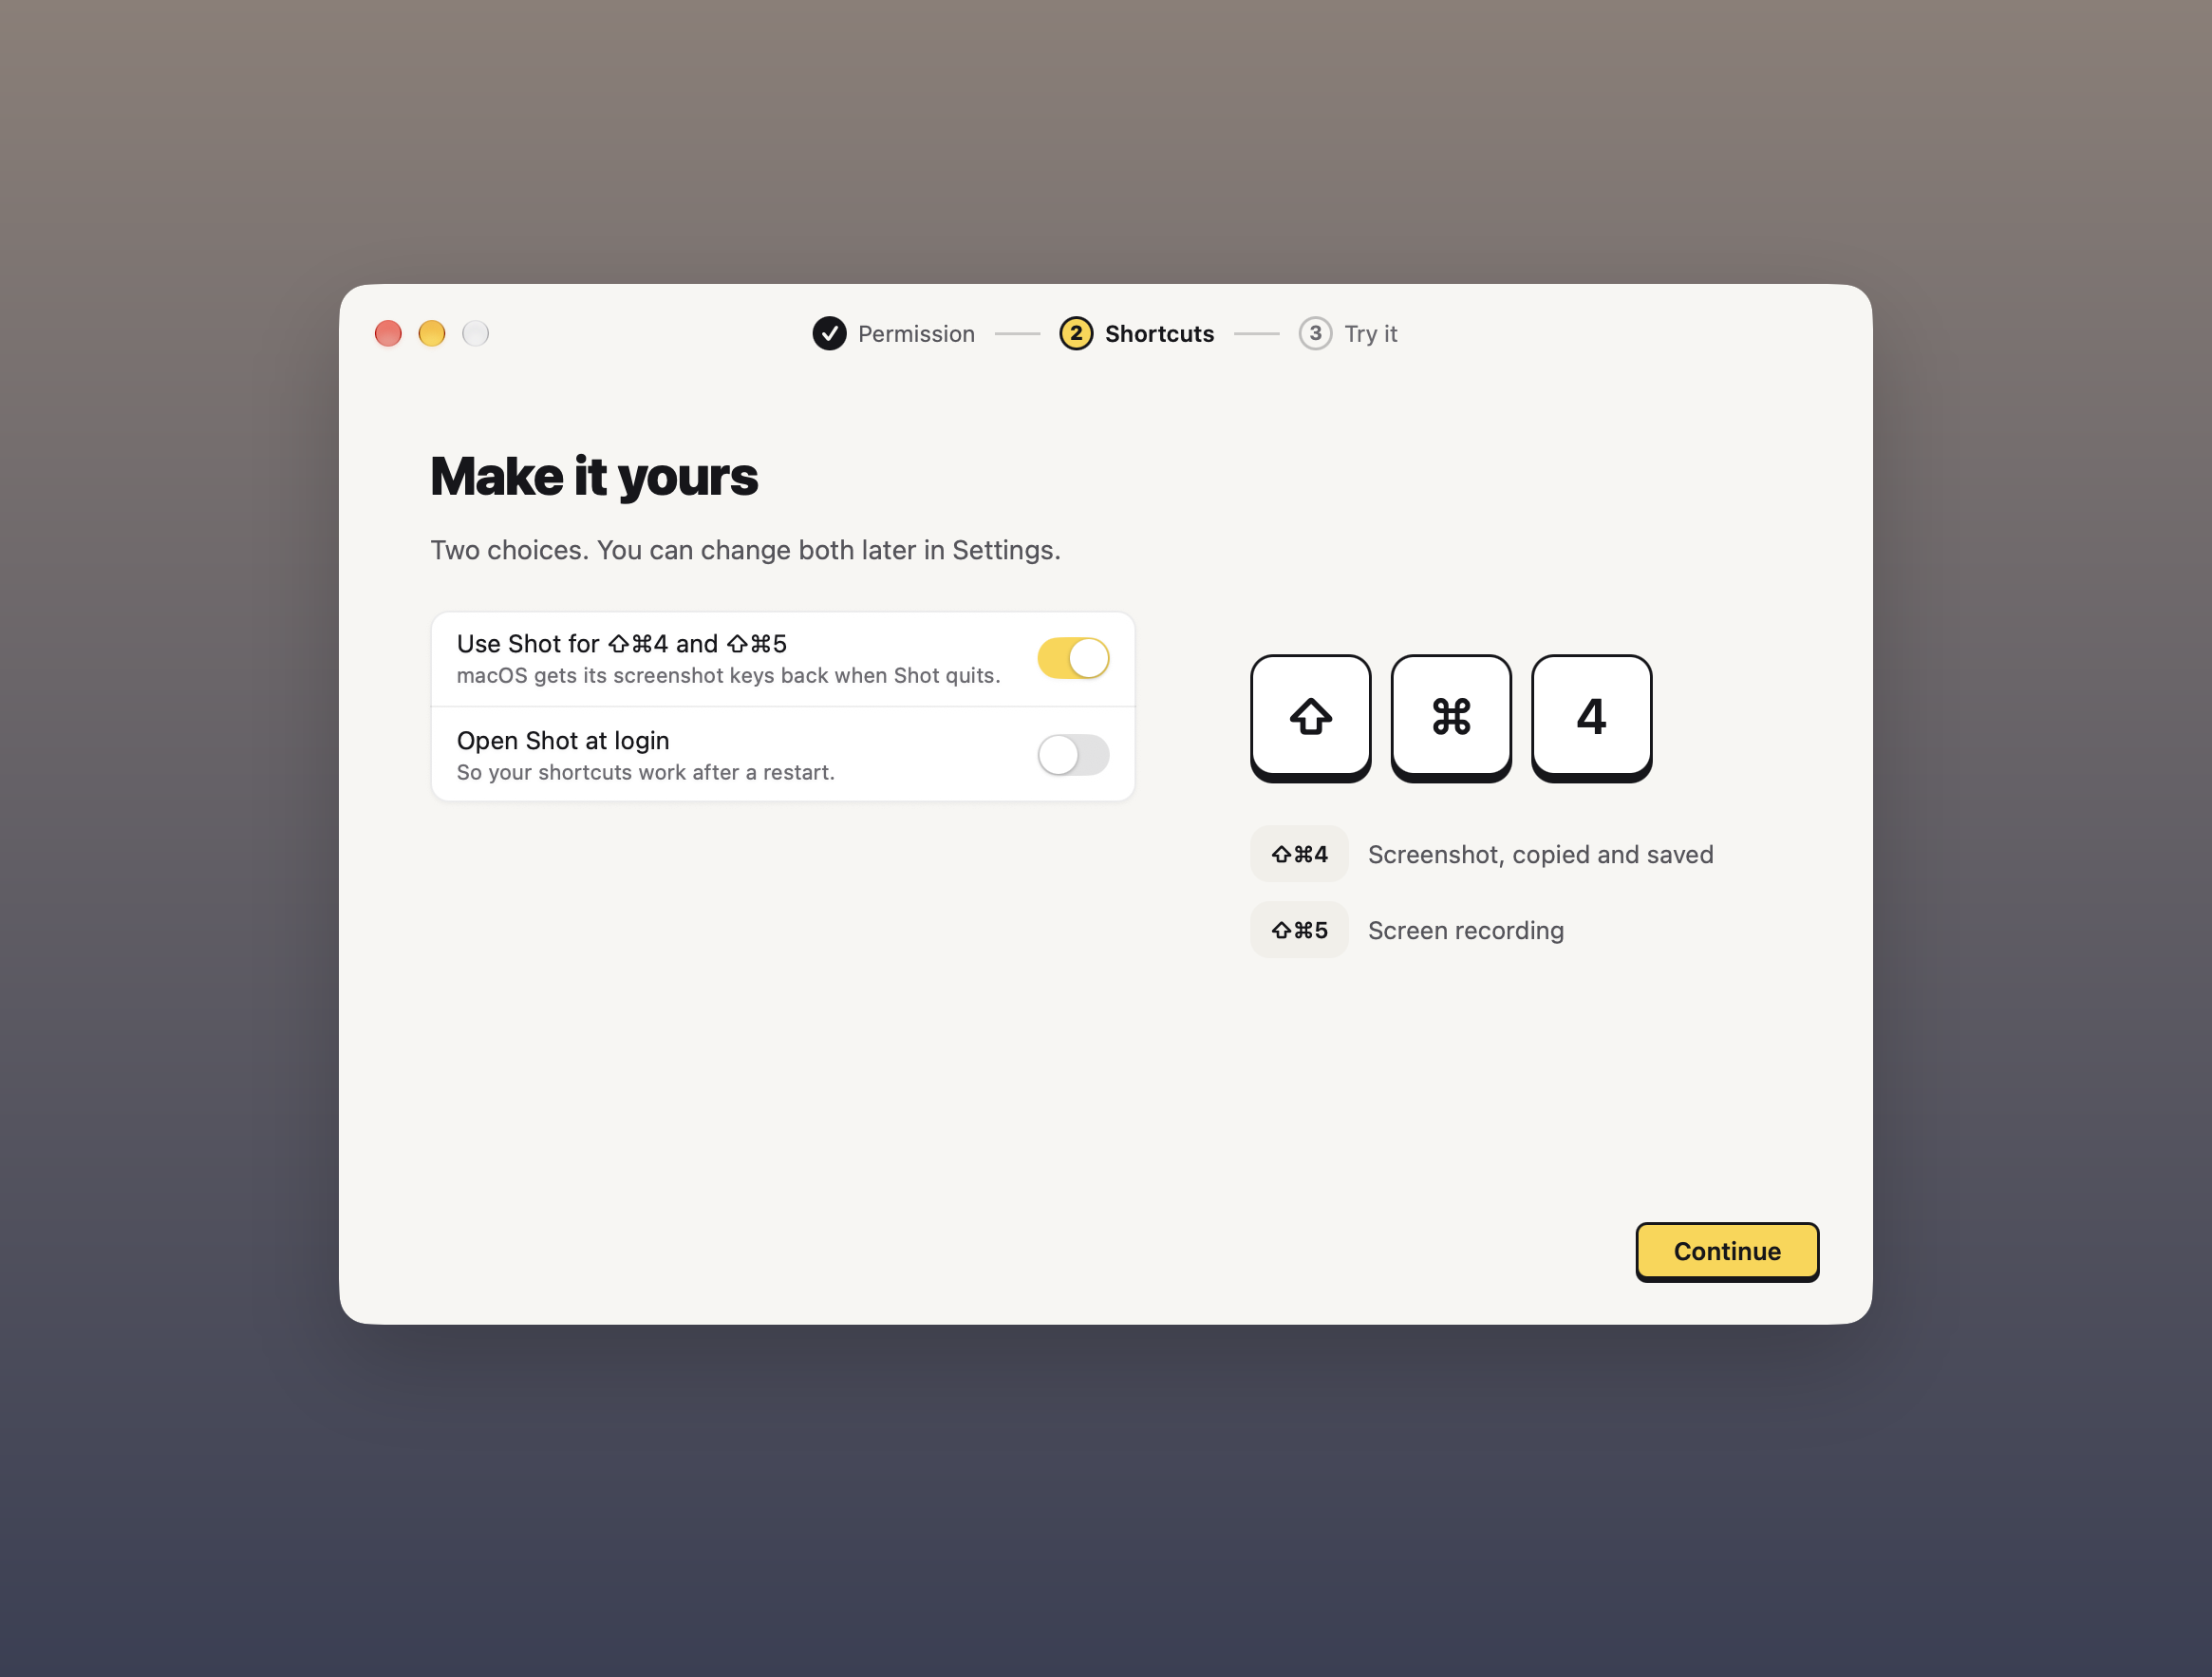 Permission
2 Shortcuts
3 Try it
Make it yours
Two choices. You can change both later in Settings.
Use Shot for ⇧⌘4 and ⇧⌘5
macOS gets its screenshot keys back when Shot quits.
Open Shot at login
So your shortcuts work after a restart.
⇧ ⌘ 4
⇧⌘4 Screenshot, copied and saved
⇧⌘5 Screen recording
Continue